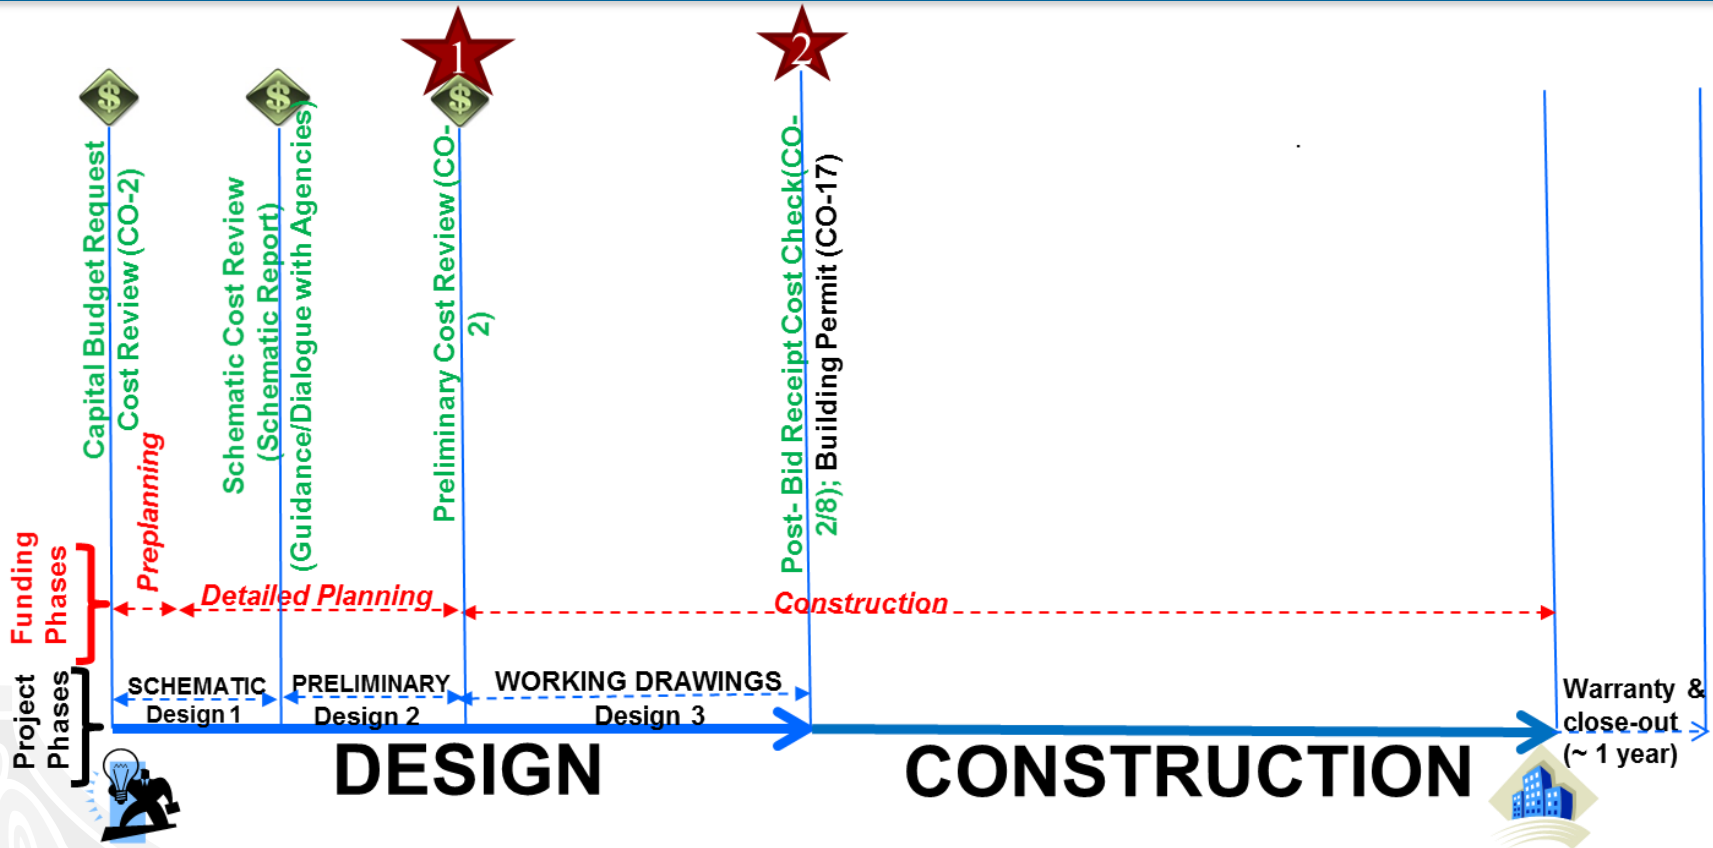 1
2
$
$
$
Capital Budget Request
Cost Review (CO-2)
Schematic Cost Review
(Schematic Report)
(Guidance/Dialogue with Agencies)
Preliminary Cost Review (CO-
2)
Post- Bid Receipt Cost Check(CO-
2/8); Building Permit (CO-17)
Funding
Phases
Preplanning
Detailed Planning
Construction
Project
Phases
SCHEMATIC
Design 1
PRELIMINARY
Design 2
WORKING DRAWINGS
Design 3
Warranty &
close-out
(~ 1 year)
DESIGN
CONSTRUCTION